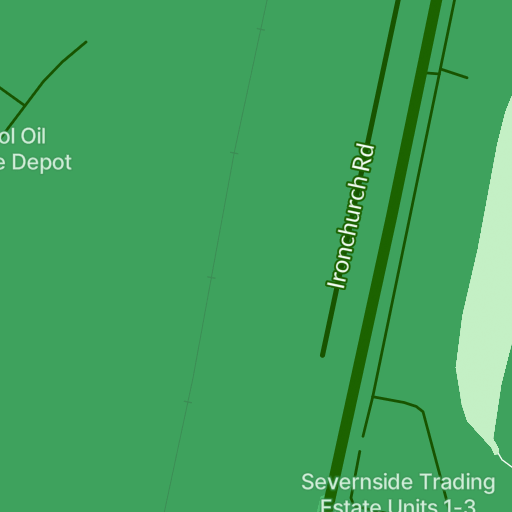 ol Oil
e Depot
Ironchurch Rd
Severnside Trading
Estate Units 1-3